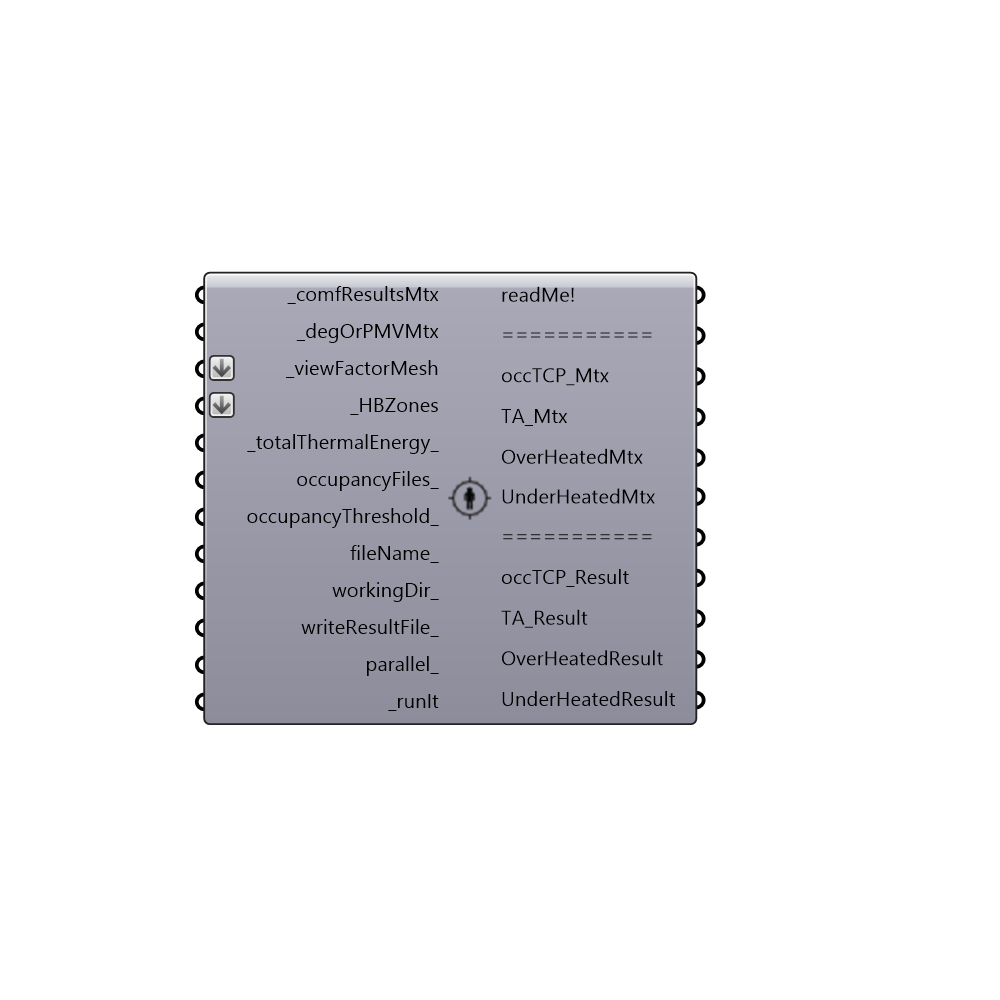 _comfResultsMtx
_degOrPMVMtx
_viewFactorMesh
_HBZones
_totalThermalEnergy_
occupancyFiles_
occupancyThreshold_
fileName_
workingDir_
writeResultFile_
parallel_
_runIt
readMe!
===========
occTCP_Mtx
TA_Mtx
OverHeatedMtx
UnderHeatedMtx
===========
occTCP_Result
TA_Result
OverHeatedResult
UnderHeatedResult